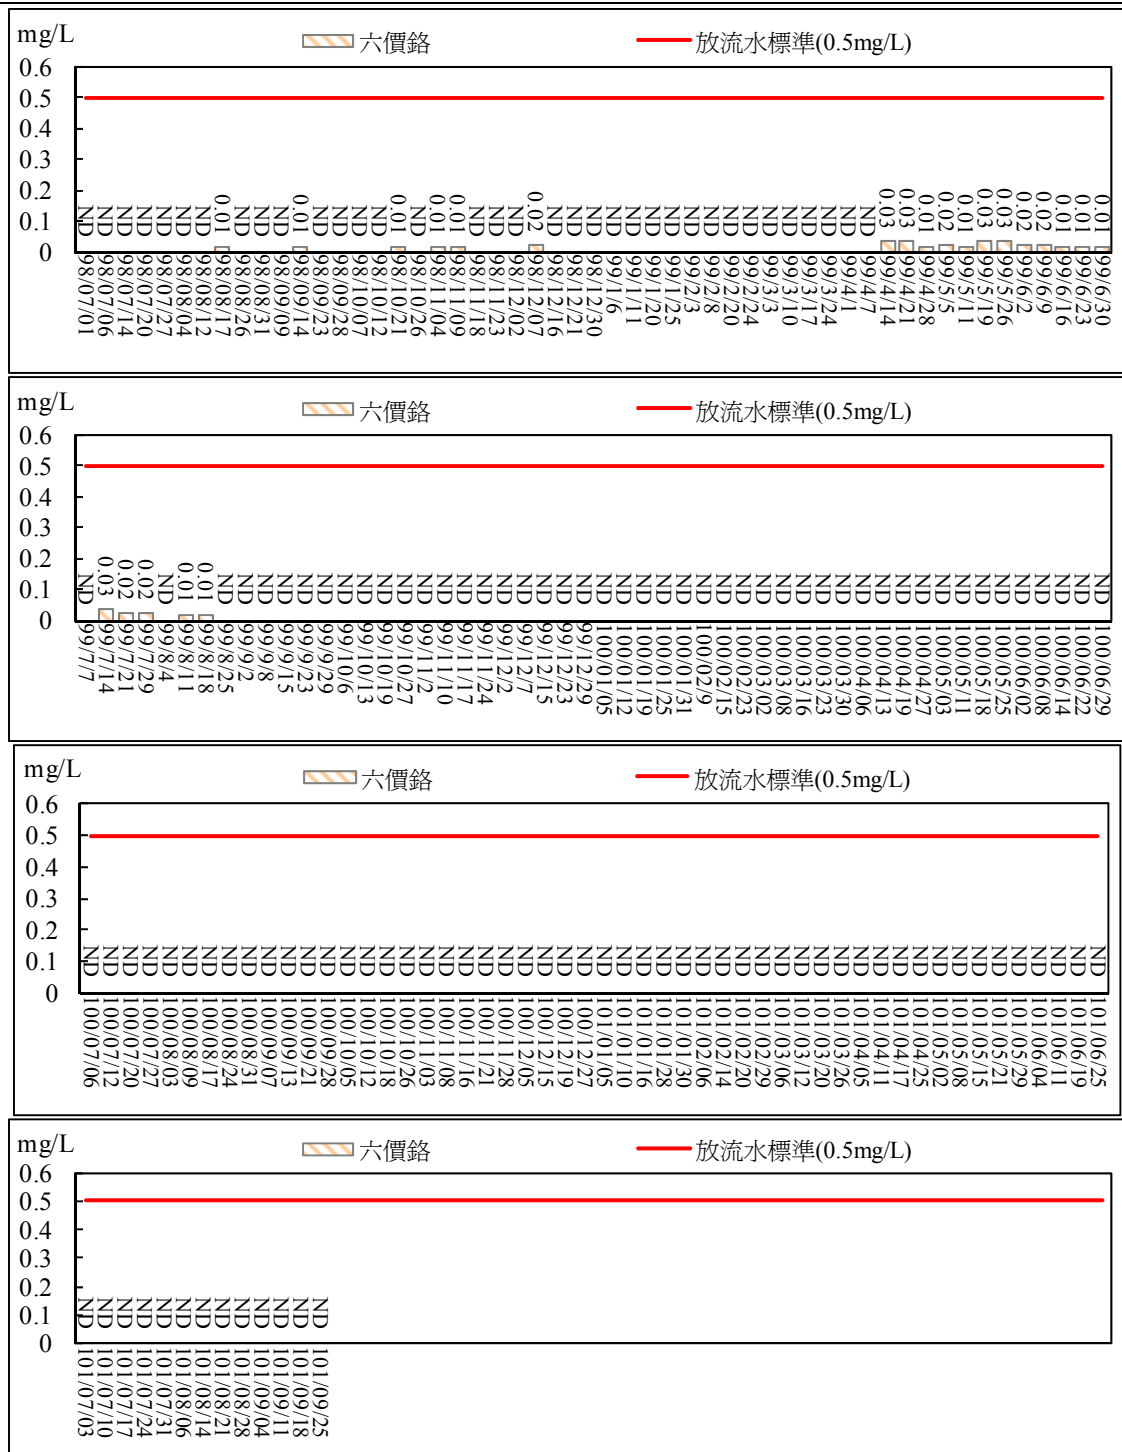 mg/L
六價鉻 放流水標準(0.5mg/L)
0.6
0.5
0.4
0.3
0.2
0.1
0
ND ND ND ND ND ND ND 0.01 ND ND ND 0.01 ND ND ND ND 0.01 ND 0.01 0.01 ND ND ND 0.02 ND ND ND ND ND ND ND ND ND ND ND ND ND ND ND ND ND 0.03 0.03 0.01 0.02 0.01 0.03 0.03 0.02 0.02 0.01 0.01 0.01
98/07/01 98/07/06 98/07/14 98/07/20 98/07/27 98/08/04 98/08/12 98/08/17 98/08/26 98/08/31 98/09/09 98/09/14 98/09/23 98/09/28 98/10/07 98/10/12 98/10/21 98/10/26 98/11/04 98/11/09 98/11/18 98/11/23 98/12/02 98/12/07 98/12/16 98/12/21 98/12/30 99/1/6 99/1/11 99/1/20 99/1/25 99/2/3 99/2/8 99/2/20 99/2/24 99/3/3 99/3/10 99/3/17 99/3/24 99/4/1 99/4/7 99/4/14 99/4/21 99/4/28 99/5/5 99/5/11 99/5/19 99/5/26 99/6/2 99/6/9 99/6/16 99/6/23 99/6/30
mg/L
六價鉻 放流水標準(0.5mg/L)
0.6
0.5
0.4
0.3
0.2
0.1
0
ND 0.03 0.02 0.02 ND 0.01 0.01 ND ND ND ND ND ND ND ND ND ND ND ND ND ND ND ND ND ND ND ND ND ND ND ND ND ND ND ND ND ND ND ND ND ND ND ND ND ND ND ND ND ND ND ND ND
99/7/7 99/7/14 99/7/21 99/7/29 99/8/4 99/8/11 99/8/18 99/8/25 99/9/2 99/9/8 99/9/15 99/9/23 99/9/29 99/10/6 99/10/13 99/10/19 99/10/27 99/11/2 99/11/10 99/11/17 99/11/24 99/12/2 99/12/7 99/12/15 99/12/23 99/12/29 100/01/05 100/01/12 100/01/19 100/01/25 100/01/31 100/02/9 100/02/15 100/02/23 100/03/02 100/03/08 100/03/16 100/03/23 100/03/30 100/04/06 100/04/13 100/04/19 100/04/27 100/05/03 100/05/11 100/05/18 100/05/25 100/06/02 100/06/08 100/06/14 100/06/22 100/06/29
mg/L
六價鉻 放流水標準(0.5mg/L)
0.6
0.5
0.4
0.3
0.2
0.1
0
ND ND ND ND ND ND ND ND ND ND ND ND ND ND ND ND ND ND ND ND ND ND ND ND ND ND ND ND ND ND ND ND ND ND ND ND ND ND ND ND ND ND ND ND ND ND ND ND ND ND ND ND
100/07/06 100/07/12 100/07/20 100/07/27 100/08/03 100/08/09 100/08/17 100/08/24 100/08/31 100/09/07 100/09/13 100/09/21 100/09/28 100/10/05 100/10/12 100/10/18 100/10/26 100/11/03 100/11/08 100/11/16 100/11/21 100/11/28 100/12/05 100/12/15 100/12/19 100/12/27 101/01/05 101/01/10 101/01/16 101/01/28 101/01/30 101/02/06 101/02/14 101/02/20 101/02/29 101/03/06 101/03/12 101/03/20 101/03/26 101/04/05 101/04/11 101/04/17 101/04/25 101/05/02 101/05/08 101/05/15 101/05/21 101/05/29 101/06/04 101/06/11 101/06/19 101/06/25
mg/L
六價鉻 放流水標準(0.5mg/L)
0.6
0.5
0.4
0.3
0.2
0.1
0
ND ND ND ND ND ND ND ND ND ND ND ND ND
101/07/03 101/07/10 101/07/17 101/07/24 101/07/31 101/08/06 101/08/14 101/08/21 101/08/28 101/09/04 101/09/11 101/09/18 101/09/25